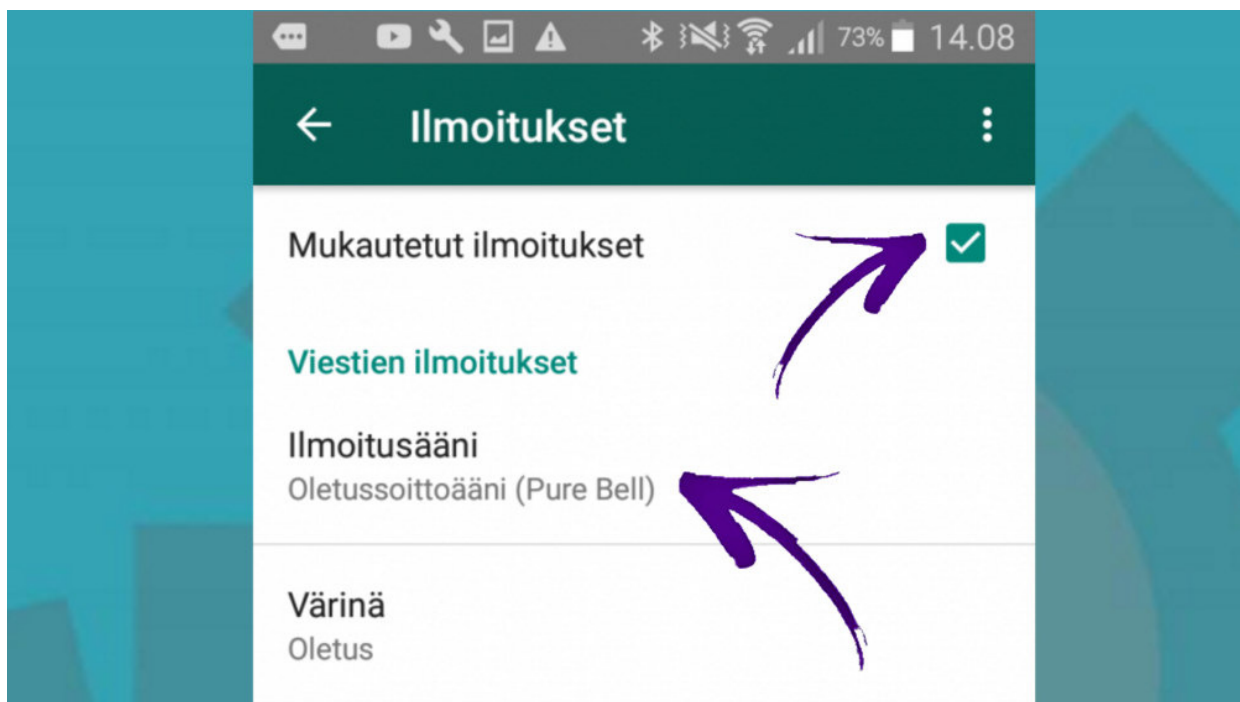 73% 14.08
Ilmoitukset
Mukautetut ilmoitukset
Viestien ilmoitukset
Ilmoitusääni
Oletussoittoääni (Pure Bell)
Värinä
Oletus